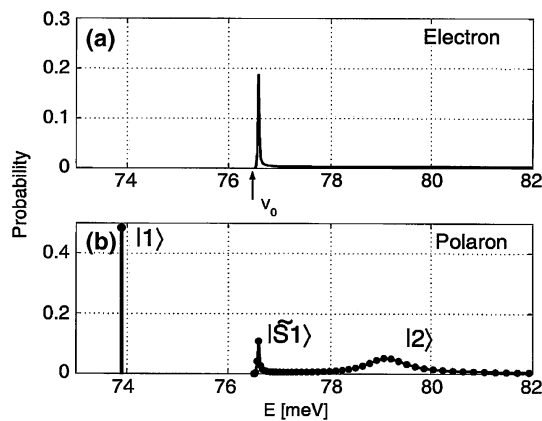 0.3
(a)
Electron
0.2
0.1
0
74
76
78
80
82
v₀
Probability
(b)
Polaron
0.4
|1⟩
0.2
|S̃1⟩
|2⟩
0
74
76
78
80
82
E [meV]